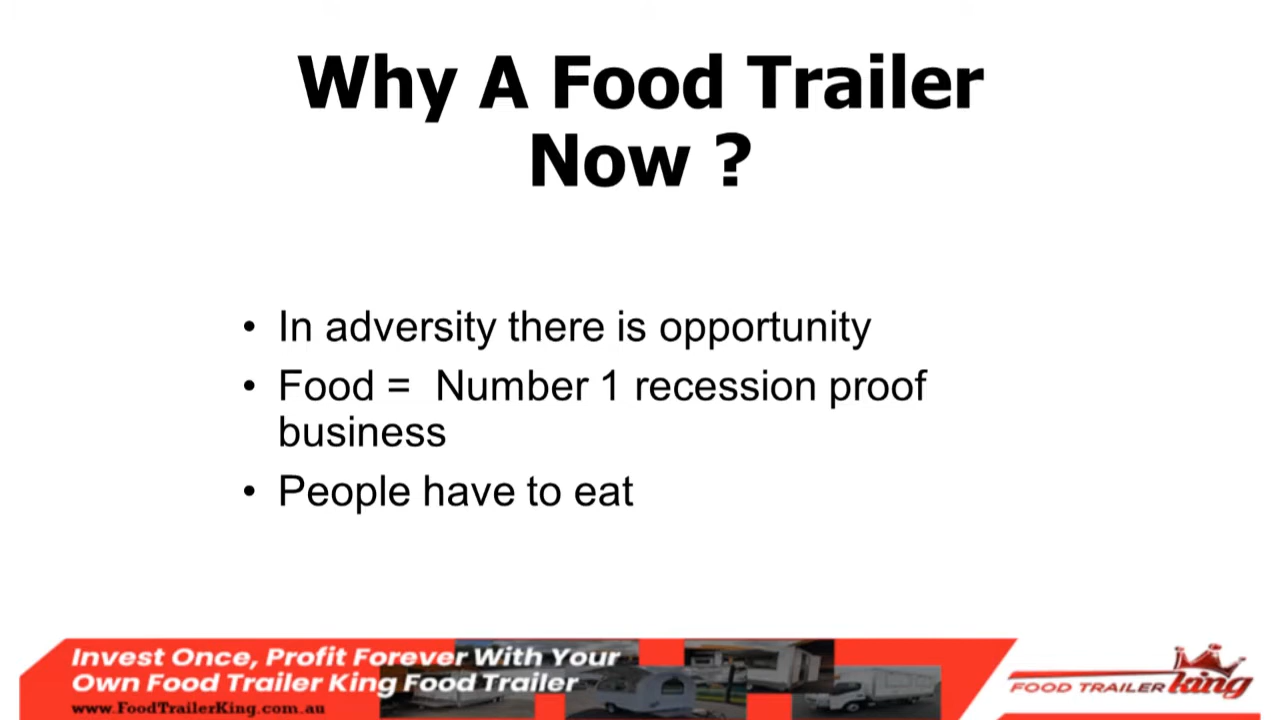 Why A Food Trailer
Now ?
• In adversity there is opportunity
• Food =  Number 1 recession proof
business
• People have to eat
Invest Once, Profit Forever With Your
Own Food Trailer King Food Trailer
www.FoodTrailerKing.com.au
FOOD TRAILER king